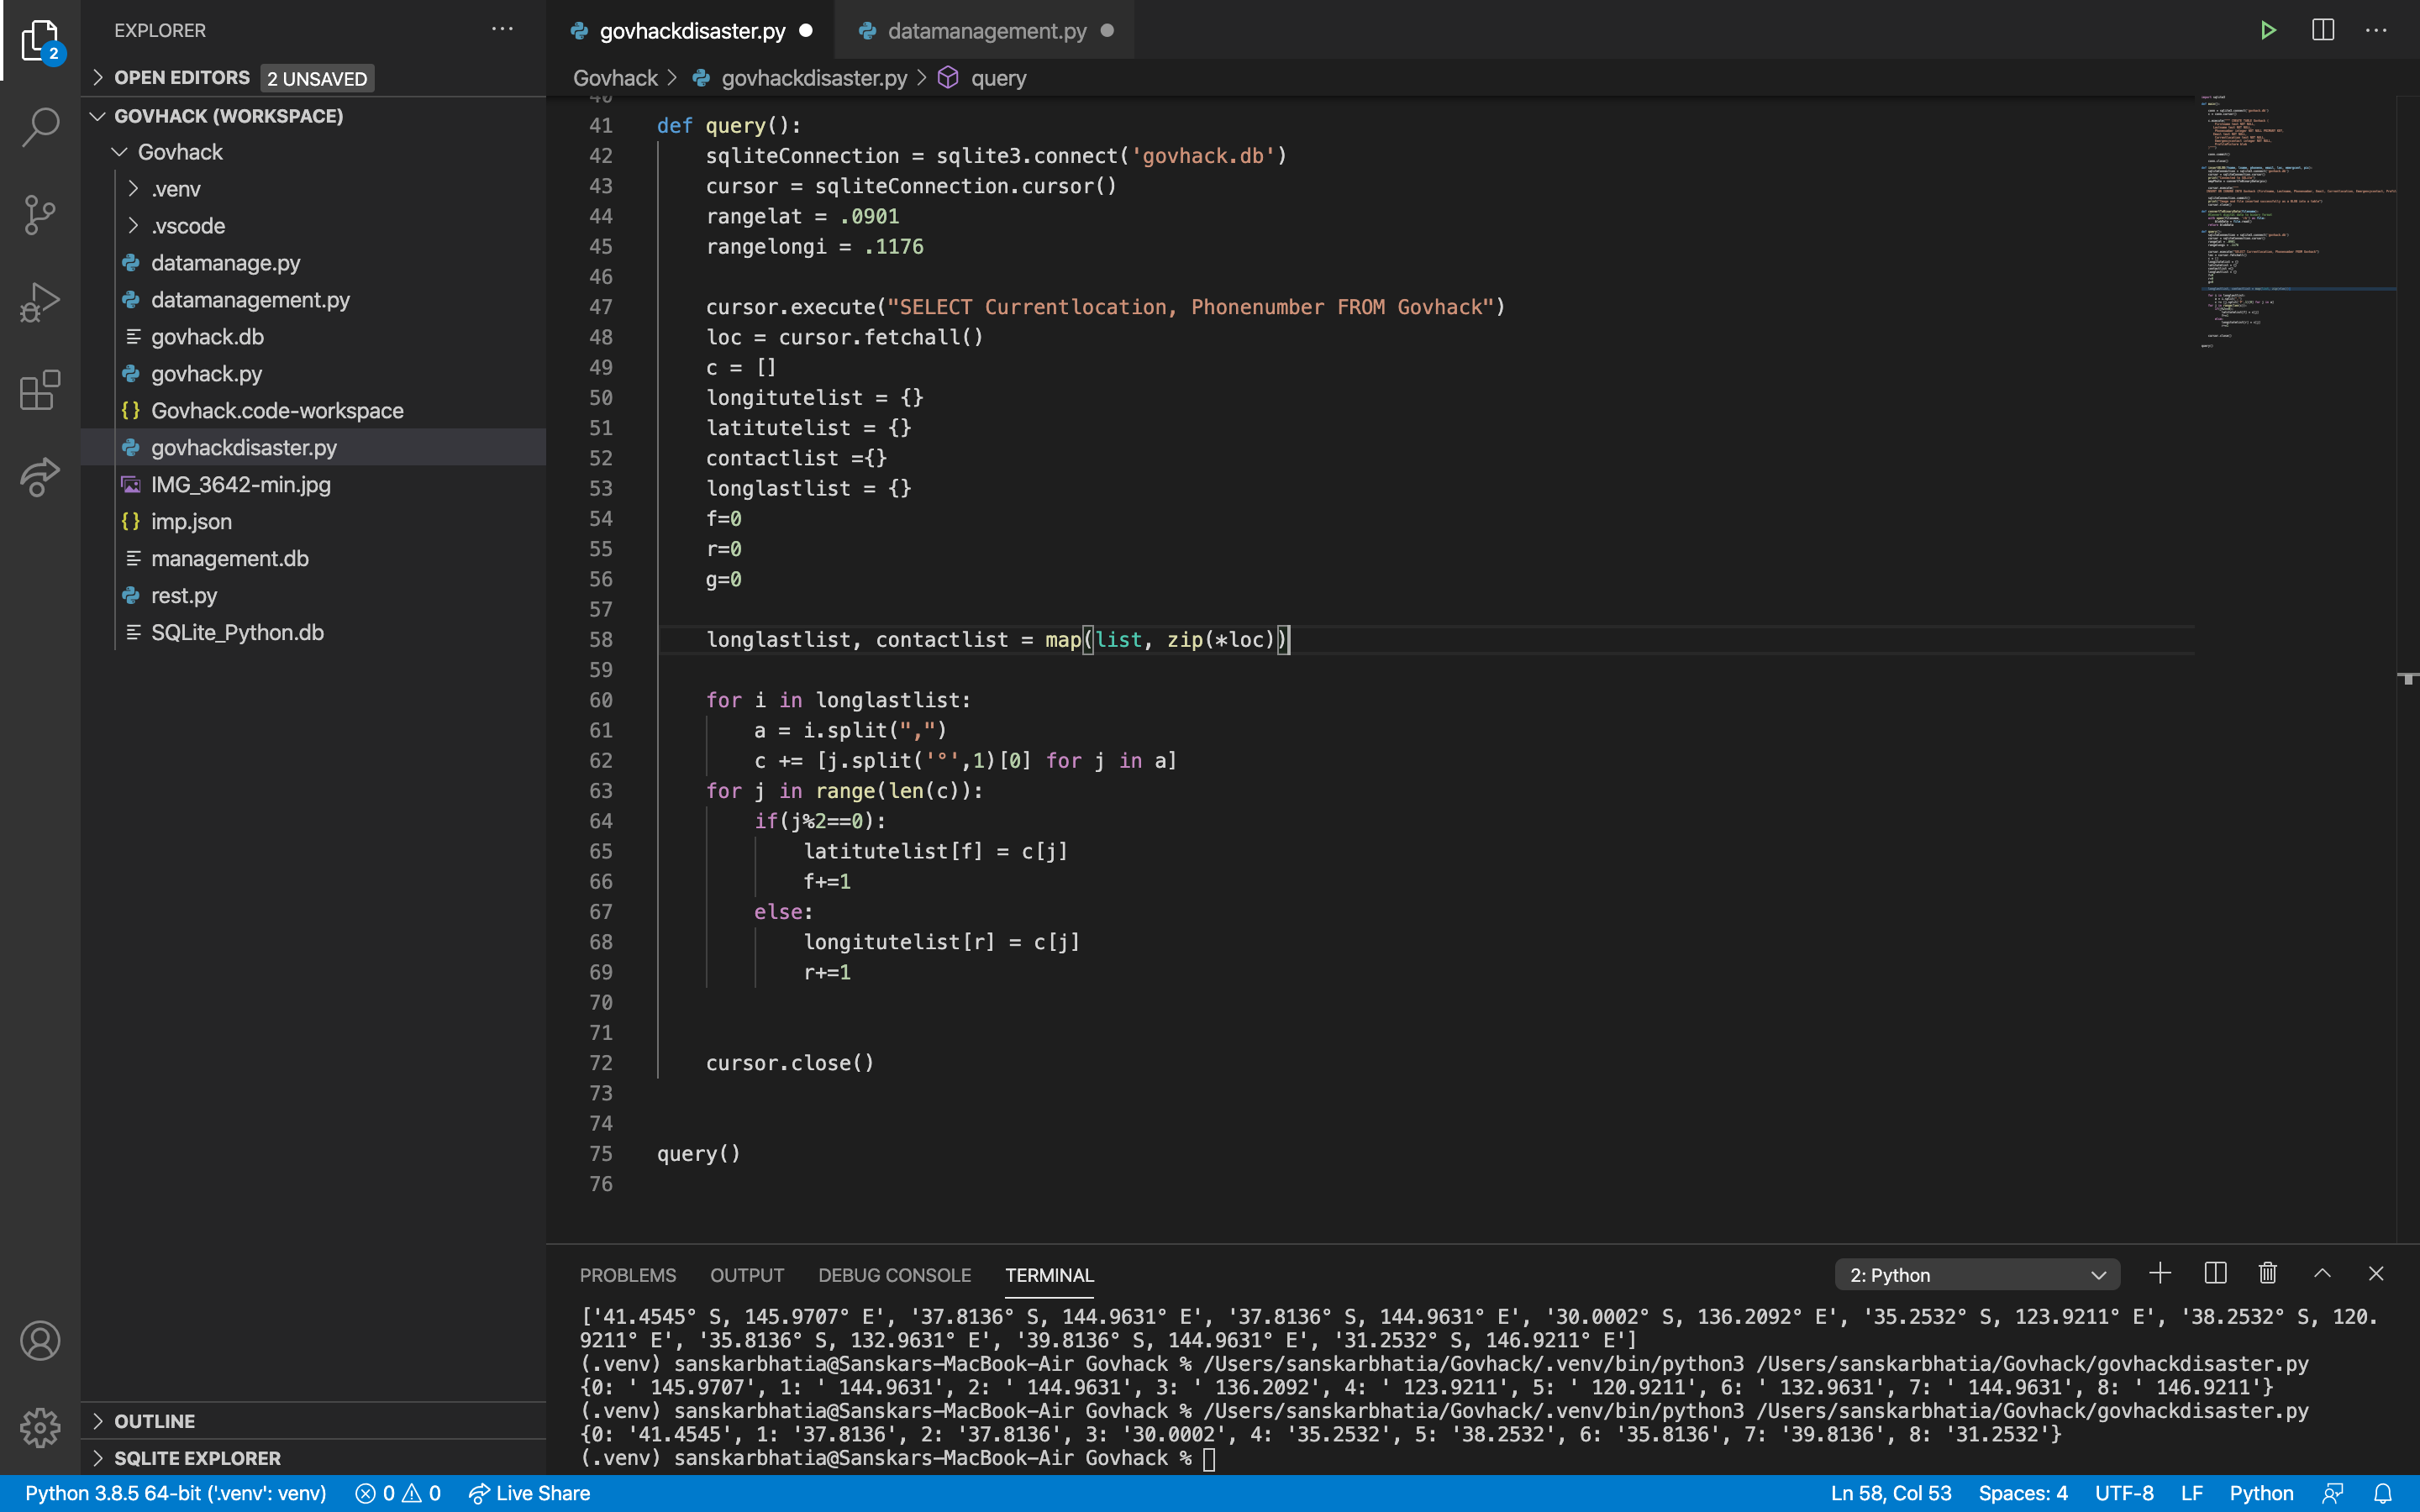 EXPLORER
OPEN EDITORS 2 UNSAVED
GOVHACK (WORKSPACE)
Govhack
.venv
.vscode
datamanage.py
datamanagement.py
govhack.db
govhack.py
Govhack.code-workspace
govhackdisaster.py
IMG_3642-min.jpg
imp.json
management.db
rest.py
SQLite_Python.db
OUTLINE
SQLITE EXPLORER
2
govhackdisaster.py
datamanagement.py
Govhack > govhackdisaster.py > query
40
41 def query():
42 sqliteConnection = sqlite3.connect('govhack.db')
43 cursor = sqliteConnection.cursor()
44 rangelat = .0901
45 rangelongi = .1176
46
47 cursor.execute("SELECT Currentlocation, Phonenumber FROM Govhack")
48 loc = cursor.fetchall()
49 c = []
50 longitutelist = {}
51 latitutelist = {}
52 contactlist ={}
53 longlastlist = {}
54 f=0
55 r=0
56 g=0
57
58 longlastlist, contactlist = map(list, zip(*loc))
59
60 for i in longlastlist:
61 a = i.split(",")
62 c += [j.split('°',1)[0] for j in a]
63 for j in range(len(c)):
64 if(j%2==0):
65 latitutelist[f] = c[j]
66 f+=1
67 else:
68 longitutelist[r] = c[j]
69 r+=1
70
71
72 cursor.close()
73
74
75 query()
76
PROBLEMS OUTPUT DEBUG CONSOLE TERMINAL
2: Python
['41.4545° S, 145.9707° E', '37.8136° S, 144.9631° E', '37.8136° S, 144.9631° E', '30.0002° S, 136.2092° E', '35.2532° S, 123.9211° E', '38.2532° S, 120.
9211° E', '35.8136° S, 132.9631° E', '39.8136° S, 144.9631° E', '31.2532° S, 146.9211° E']
(.venv) sanskarbhatia@Sanskars-MacBook-Air Govhack % /Users/sanskarbhatia/Govhack/.venv/bin/python3 /Users/sanskarbhatia/Govhack/govhackdisaster.py
{0: ' 145.9707', 1: ' 144.9631', 2: ' 144.9631', 3: ' 136.2092', 4: ' 123.9211', 5: ' 120.9211', 6: ' 132.9631', 7: ' 144.9631', 8: ' 146.9211'}
(.venv) sanskarbhatia@Sanskars-MacBook-Air Govhack % /Users/sanskarbhatia/Govhack/.venv/bin/python3 /Users/sanskarbhatia/Govhack/govhackdisaster.py
{0: '41.4545', 1: '37.8136', 2: '37.8136', 3: '30.0002', 4: '35.2532', 5: '38.2532', 6: '35.8136', 7: '39.8136', 8: '31.2532'}
(.venv) sanskarbhatia@Sanskars-MacBook-Air Govhack %
Python 3.8.5 64-bit ('.venv': venv) 0 0 Live Share Ln 58, Col 53 Spaces: 4 UTF-8 LF Python